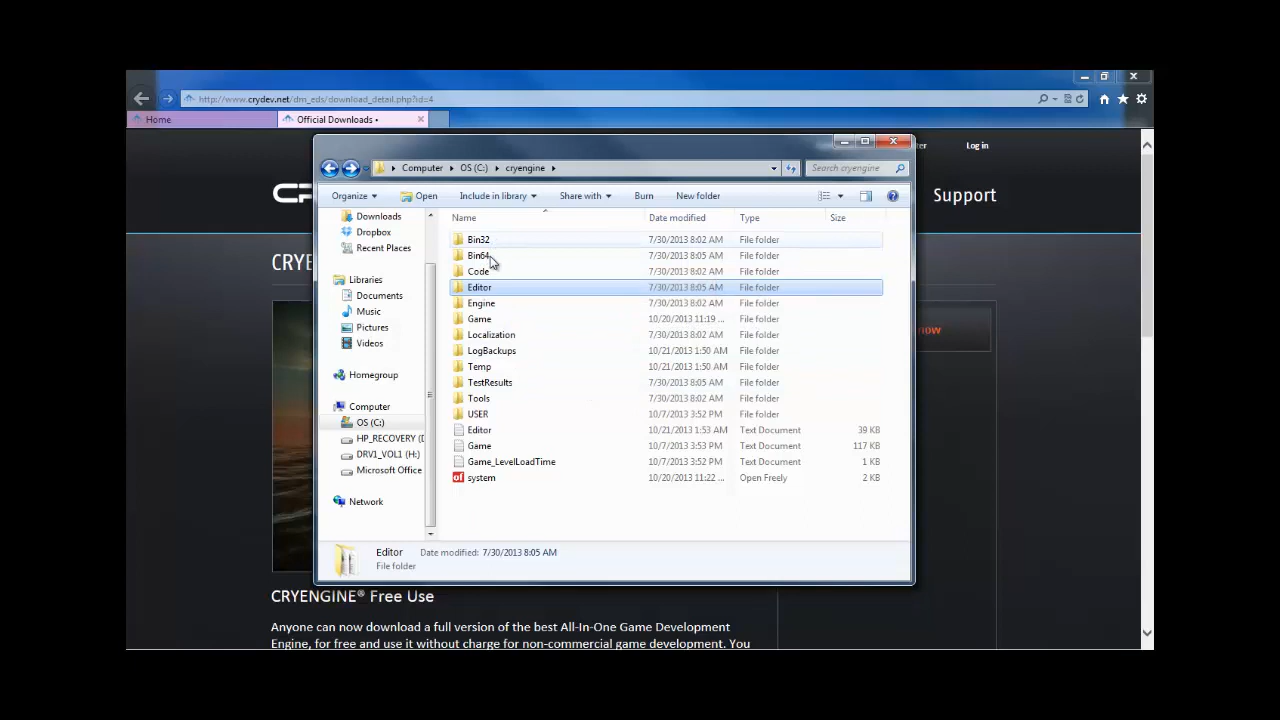 http://www.crydev.net/dm_eds/download_detail.php?id=4
Home
Official Downloads •
Log in
Support
Computer
OS (C:)
cryengine
Search cryengine
Organize
Open
Include in library
Share with
Burn
New folder
Name
Date modified
Type
Size
Downloads
Dropbox
Recent Places
Libraries
Documents
Music
Pictures
Videos
Homegroup
Computer
OS (C:)
HP_RECOVERY (D
DRV1_VOL1 (H:)
Microsoft Office
Network
Bin32 7/30/2013 8:02 AM File folder
Bin64 7/30/2013 8:05 AM File folder
Code 7/30/2013 8:02 AM File folder
Editor 7/30/2013 8:05 AM File folder
Engine 7/30/2013 8:02 AM File folder
Game 10/20/2013 11:19 ... File folder
Localization 7/30/2013 8:02 AM File folder
LogBackups 10/21/2013 1:50 AM File folder
Temp 10/21/2013 1:50 AM File folder
TestResults 7/30/2013 8:05 AM File folder
Tools 7/30/2013 8:02 AM File folder
USER 10/7/2013 3:52 PM File folder
Editor 10/21/2013 1:53 AM Text Document 39 KB
Game 10/7/2013 3:53 PM Text Document 117 KB
Game_LevelLoadTime 10/7/2013 3:52 PM Text Document 1 KB
of system 10/20/2013 11:22 ... Open Freely 2 KB
Editor Date modified: 7/30/2013 8:05 AM
File folder
CRYE
now
CRYENGINE® Free Use
Anyone can now download a full version of the best All-In-One Game Development
Engine, for free and use it without charge for non-commercial game development. You